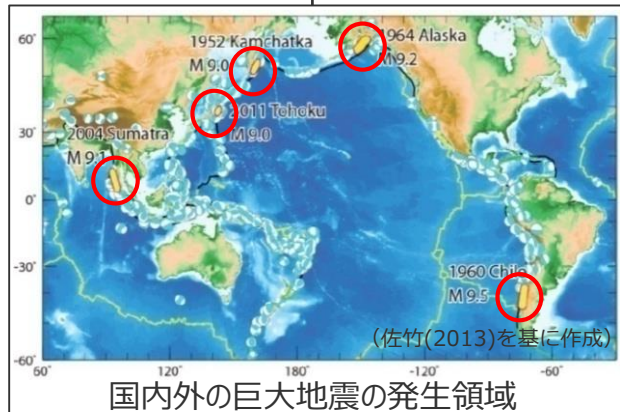 60°
1952 Kamchatka
M 9.0
1964 Alaska
M 9.2
2011 Tohoku
M 9.0
30°
2004 Sumatra
M 9.1
0°
-30°
1960 Chile
M 9.5
（佐竹(2013)を基に作成）
-60°
60° 120° 180° -120° -60°
国内外の巨大地震の発生領域